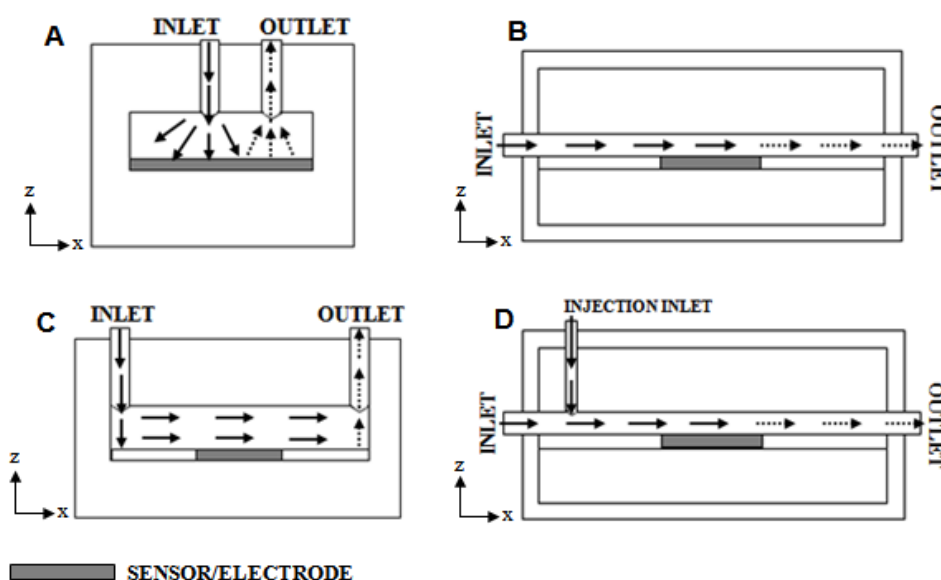 A
INLET OUTLET
z
x
B
INLET
OUTLET
z
x
C
INLET OUTLET
z
x
D
INJECTION INLET
INLET
OUTLET
z
x
SENSOR/ELECTRODE